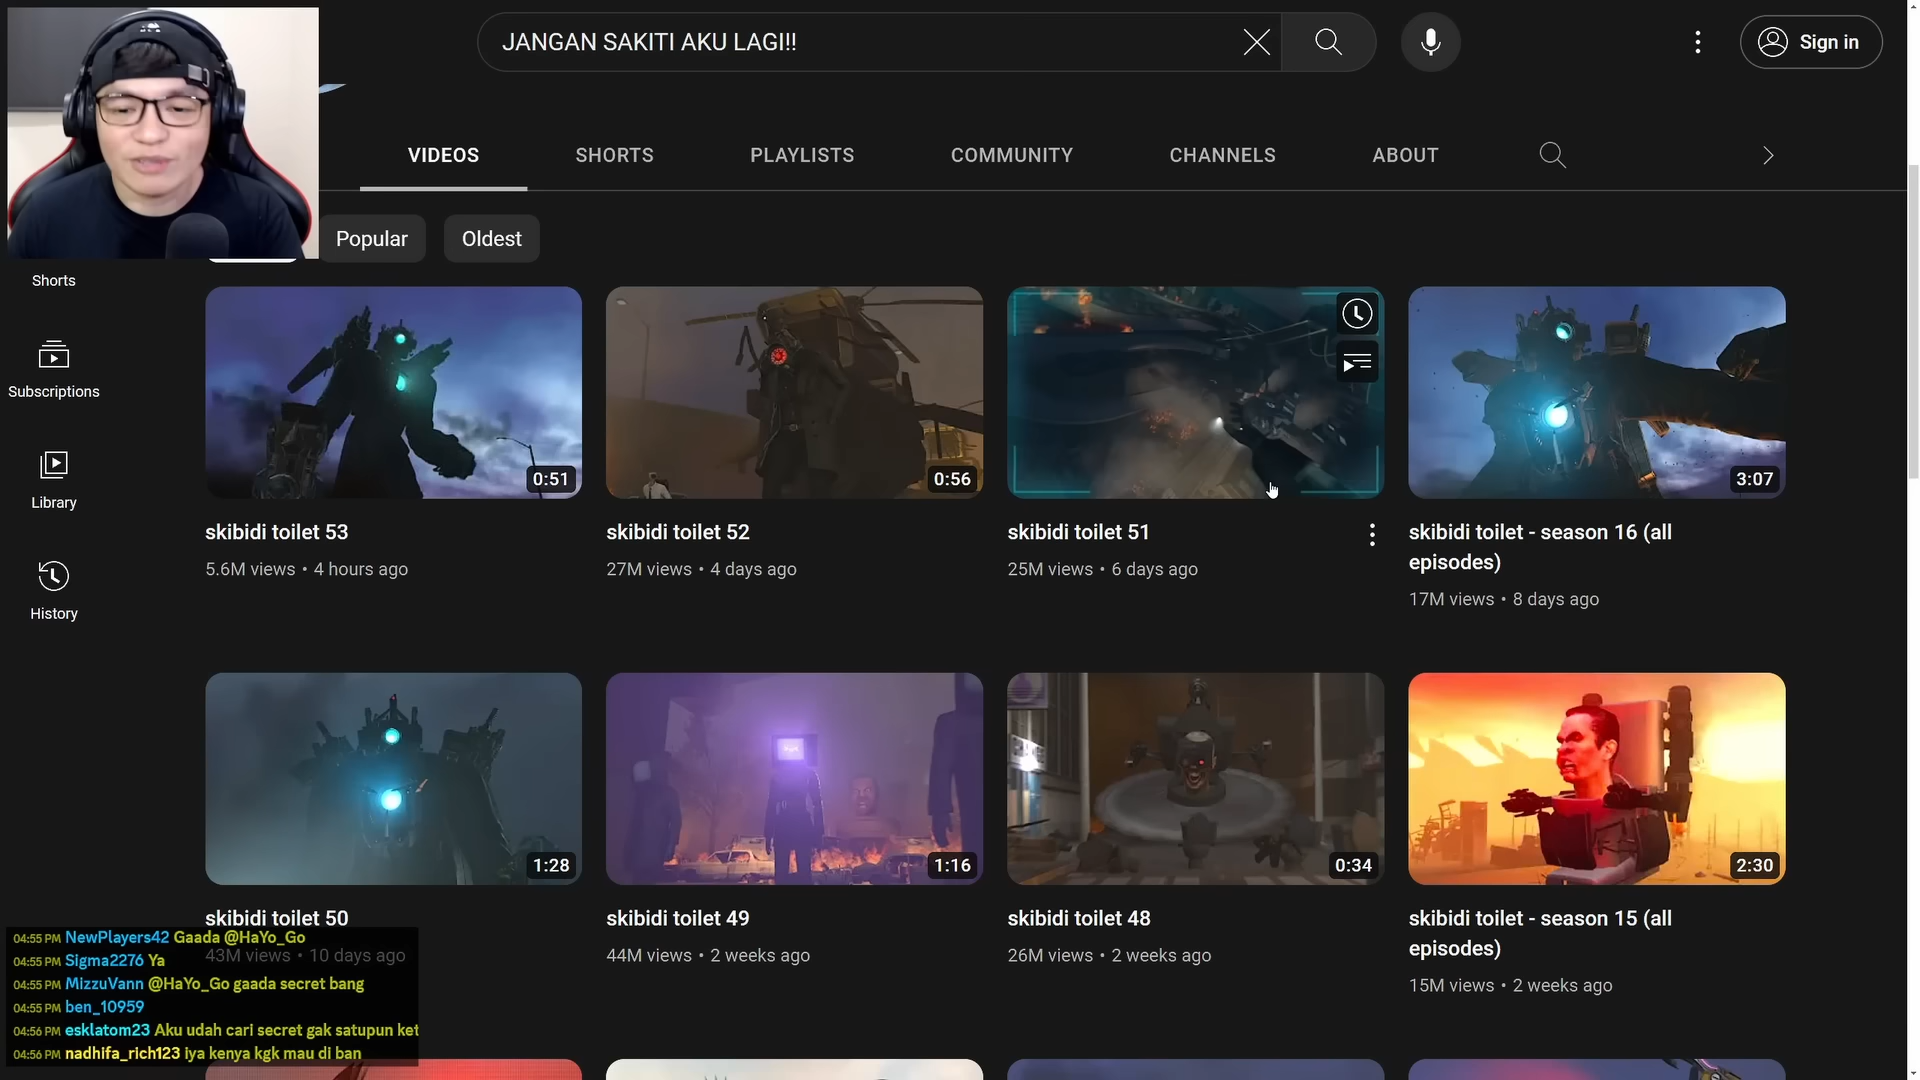 JANGAN SAKITI AKU LAGI!!
Sign in
VIDEOS
SHORTS
PLAYLISTS
COMMUNITY
CHANNELS
ABOUT
Popular
Oldest
Shorts
Subscriptions
Library
History
0:51
0:56
3:07
skibidi toilet 53
5.6M views • 4 hours ago
skibidi toilet 52
27M views • 4 days ago
skibidi toilet 51
25M views • 6 days ago
skibidi toilet - season 16 (all
episodes)
17M views • 8 days ago
1:28
1:16
0:34
2:30
skibidi toilet 50
43M views • 10 days ago
skibidi toilet 49
44M views • 2 weeks ago
skibidi toilet 48
26M views • 2 weeks ago
skibidi toilet - season 15 (all
episodes)
15M views • 2 weeks ago
04:55 PM NewPlayers42 Gaada @HaYo_Go
04:55 PM Sigma2276 Ya
04:55 PM MizzuVann @HaYo_Go gaada secret bang
04:55 PM ben_10959
04:56 PM esklatom23 Aku udah cari secret gak satupun ket
04:56 PM nadhifa_rich123 iya kenya kgk mau di ban